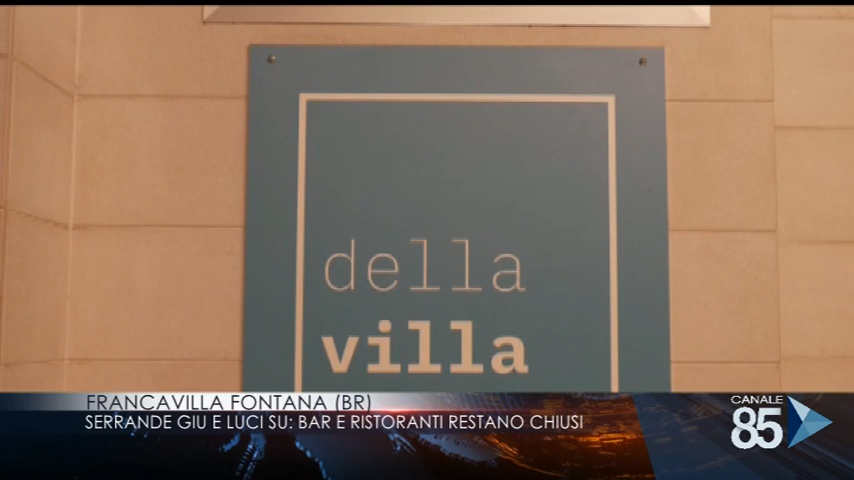 della
villa
FRANCAVILLA FONTANA (BR)
SERRANDE GIU E LUCI SU: BAR E RISTORANTI RESTANO CHIUSI
CANALE
85